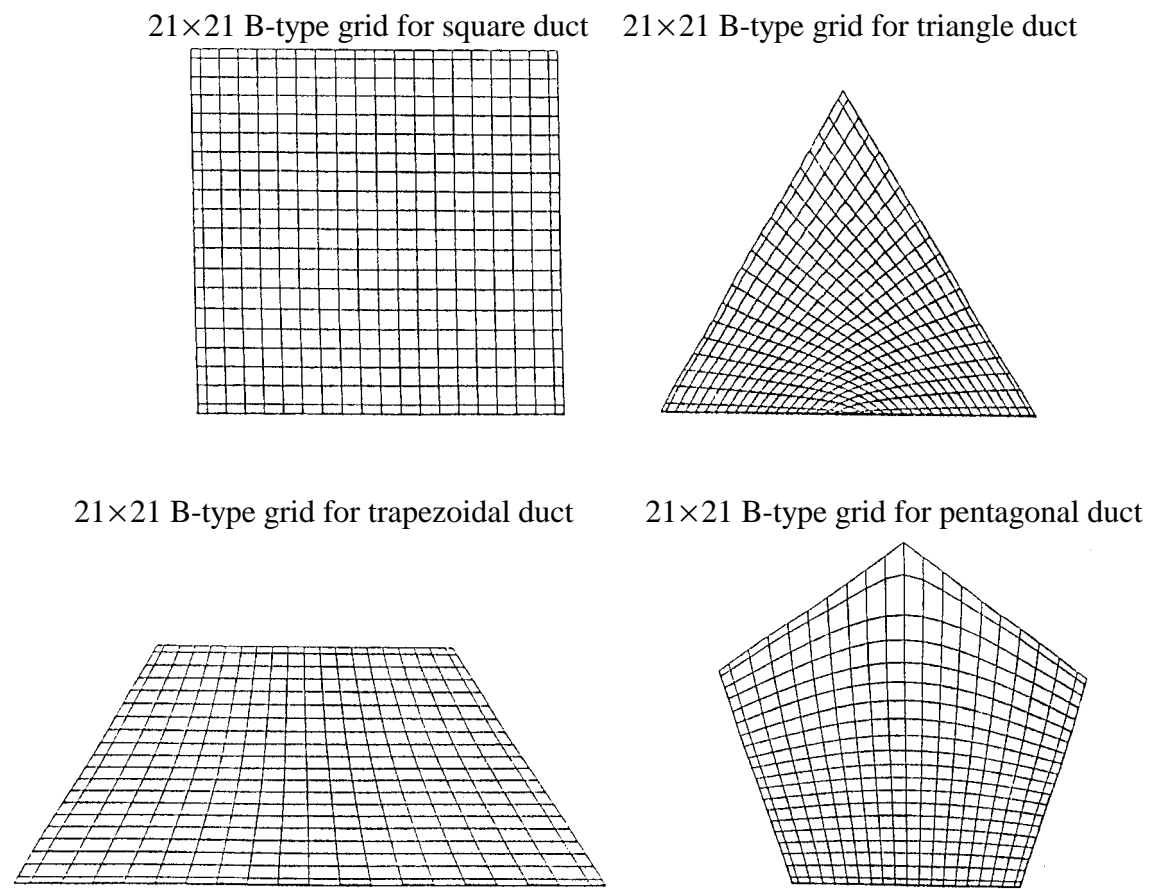 21×21 B-type grid for square duct
21×21 B-type grid for triangle duct
21×21 B-type grid for trapezoidal duct
21×21 B-type grid for pentagonal duct